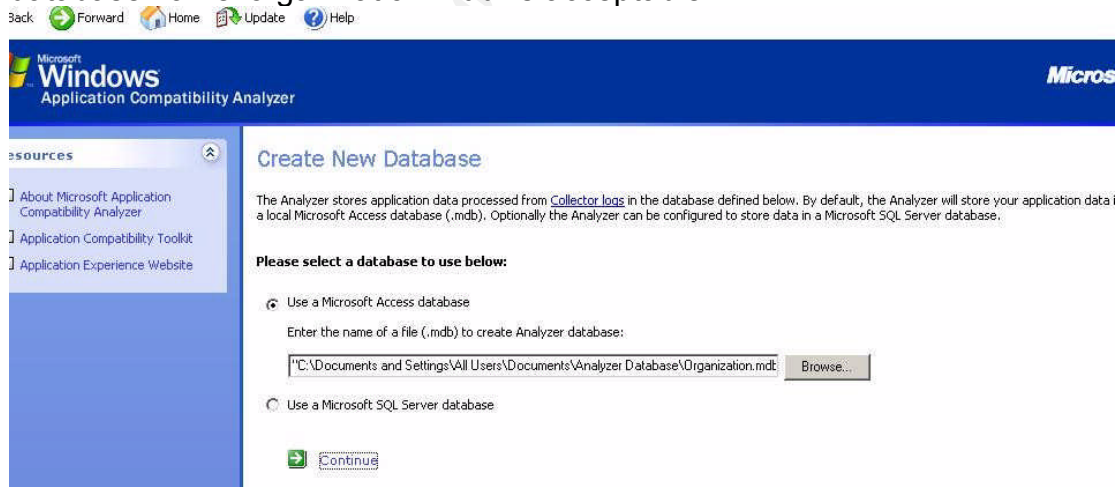 Back Forward Home Update Help
Microsoft
Windows
Application Compatibility Analyzer
Micros
esources
About Microsoft Application
Compatibility Analyzer
Application Compatibility Toolkit
Application Experience Website
Create New Database
The Analyzer stores application data processed from Collector logs in the database defined below. By default, the Analyzer will store your application data i
a local Microsoft Access database (.mdb). Optionally the Analyzer can be configured to store data in a Microsoft SQL Server database.
Please select a database to use below:
Use a Microsoft Access database
Enter the name of a file (.mdb) to create Analyzer database:
"C:\Documents and Settings\All Users\Documents\Analyzer Database\Organization.mdb
Browse...
Use a Microsoft SQL Server database
Continue